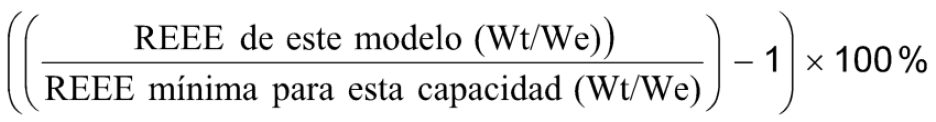 ((REEE de este modelo (Wt/We))
REEE mínima para esta capacidad (Wt/We)) − 1) × 100%